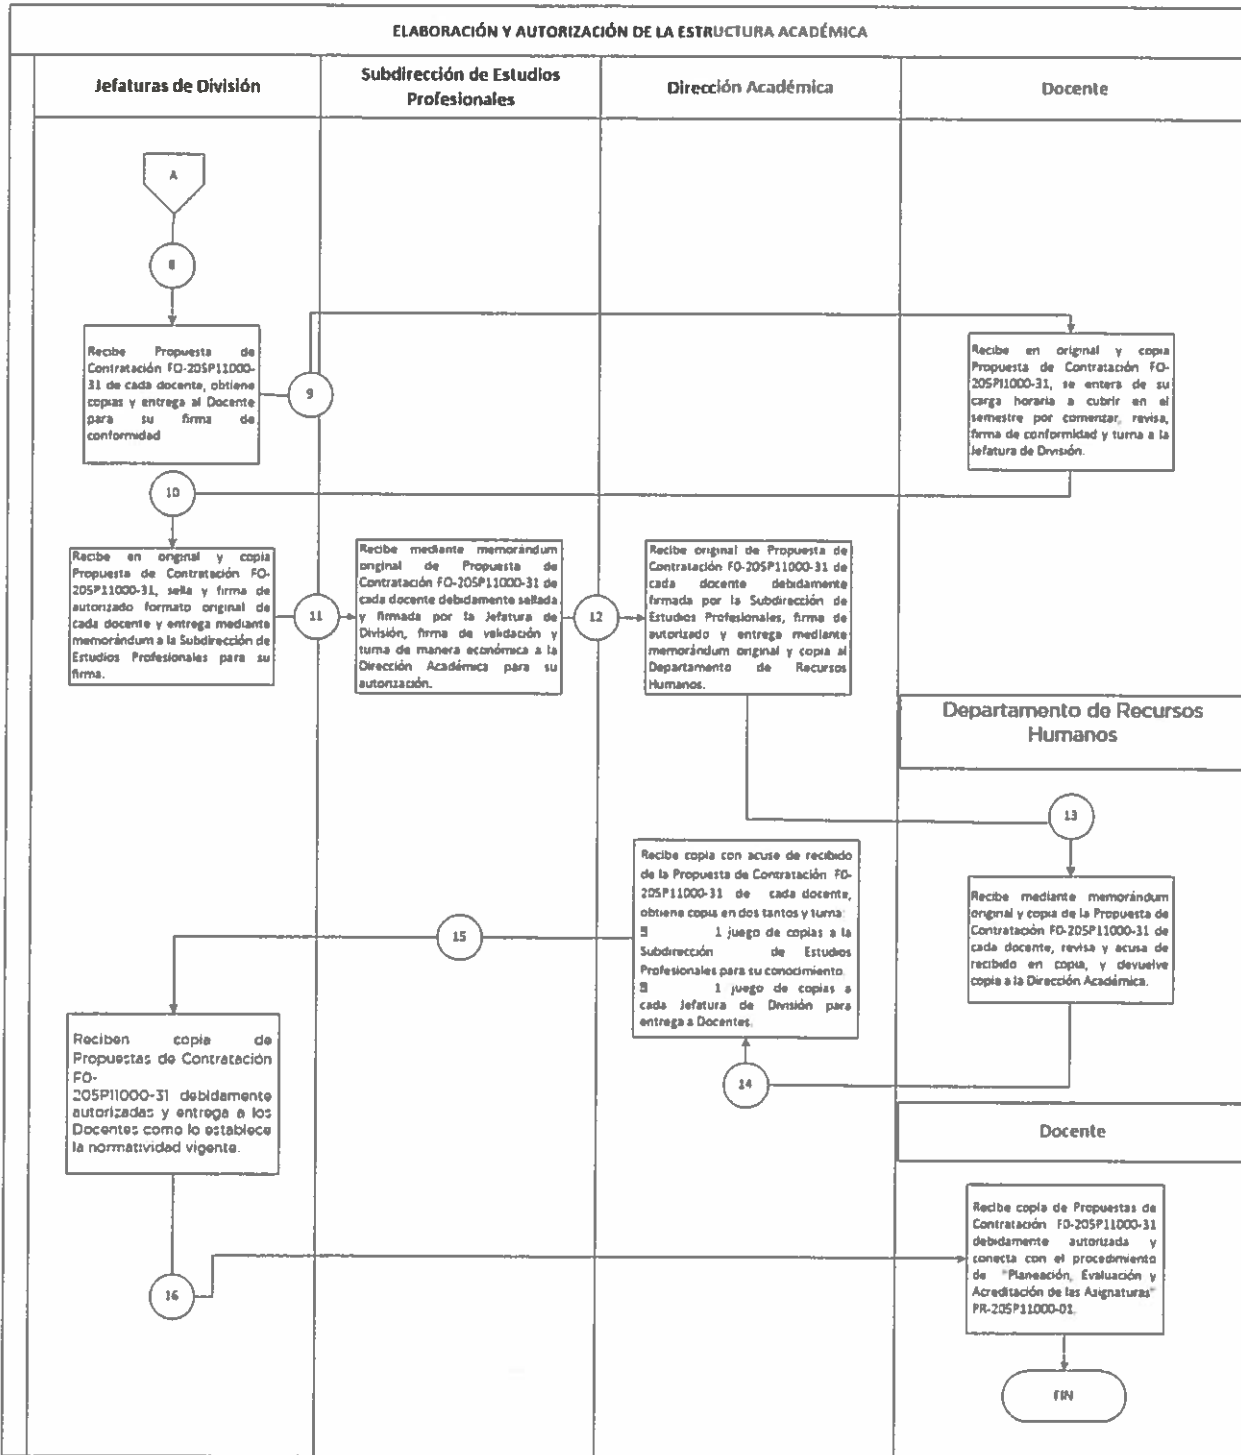 ELABORACIÓN Y AUTORIZACIÓN DE LA ESTRUCTURA ACADÉMICA
Jefaturas de División
Subdirección de Estudios
Profesionales
Dirección Académica
Docente
A
8
Recibe Propuesta de
Contratación FO-205P11000-
31 de cada docente, obtiene
copias y entrega al Docente
para su firma de
conformidad
9
Recibe en original y copia
Propuesta de Contratación FO-
205P11000-31, se entera de su
carga horaria a cubrir en el
semestre por comenzar, revisa,
firma de conformidad y turna a la
Jefatura de División.
10
Recibe en original y copia
Propuesta de Contratación FO-
205P11000-31, sella y firma de
autorizado formato original de
cada docente y entrega mediante
memorándum a la Subdirección de
Estudios Profesionales para su
firma.
11
Recibe mediante memorándum
original de Propuesta de
Contratación FO-205P11000-31 de
cada docente debidamente sellada
y firmada por la Jefatura de
División, firma de validación y
turna de manera económica a la
Dirección Académica para su
autorización.
12
Recibe original de Propuesta de
Contratación FO-205P11000-31 de
cada docente debidamente
firmada por la Subdirección de
Estudios Profesionales, firma de
autorizado y entrega mediante
memorándum original y copia al
Departamento de Recursos
Humanos.
Departamento de Recursos
Humanos
13
Recibe mediante memorándum
original y copia de la Propuesta de
Contratación FO-205P11000-31 de
cada docente, revisa y acusa de
recibido en copia, y devuelve
copia a la Dirección Académica.
14
Recibe copia con acuse de recibido
de la Propuesta de Contratación FO-
205P11000-31 de cada docente,
obtiene copia en dos tantos y turna:
1 juego de copias a la
Subdirección de Estudios
Profesionales para su conocimiento.
1 juego de copias a
cada Jefatura de División para
entrega a Docentes.
15
Reciben copia de
Propuestas de Contratación
FO-
205P11000-31 debidamente
autorizadas y entrega a los
Docentes como lo establece
la normatividad vigente.
16
Docente
Recibe copia de Propuestas de
Contratación FO-205P11000-31
debidamente autorizada y
conecta con el procedimiento
de "Planeación, Evaluación y
Acreditación de las Asignaturas"
PR-205P11000-01.
FIN